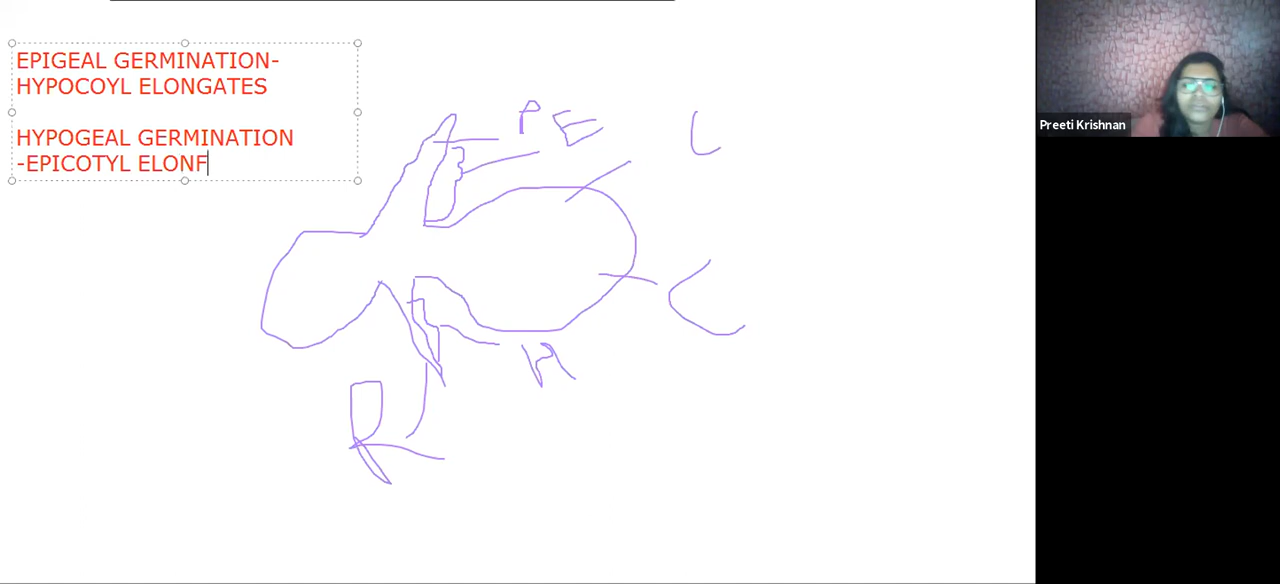 EPIGEAL GERMINATION-
HYPOCOYL ELONGATES
HYPOGEAL GERMINATION
-EPICOTYL ELONF
P
E
L
C
H
R
Preeti Krishnan